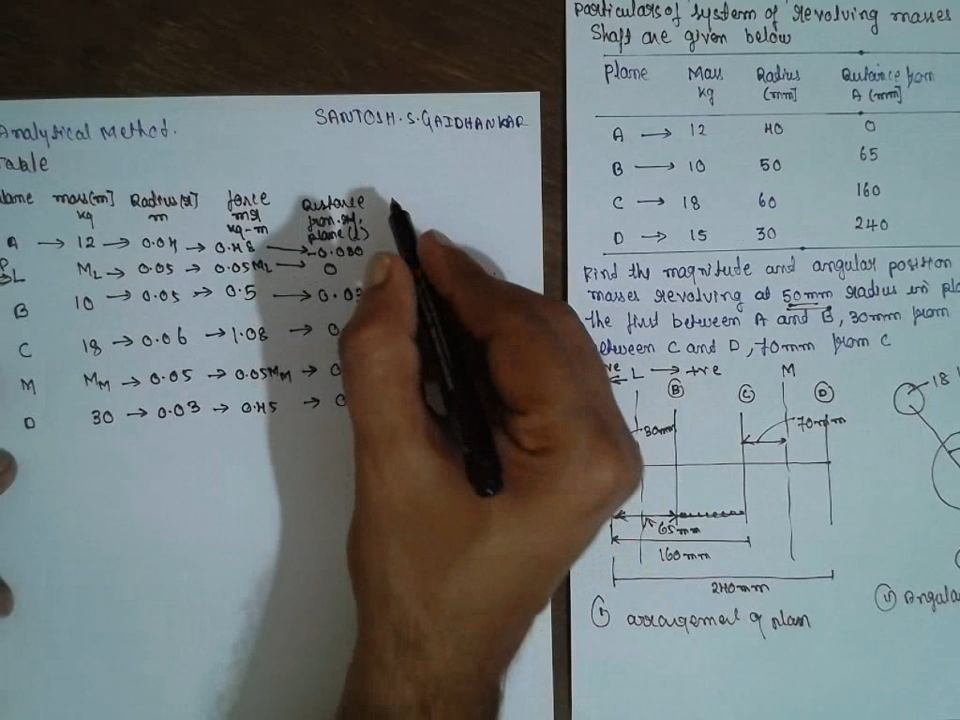 Analytical Method.
SANTOSH.S.GAIDHANKAR
Table
Plane mass(m) kg Radius(r) m force mr kg-m Distance from R.P. plane(l)
A → 12 → 0.04 → 0.48 → -0.030
L M_L → 0.05 → 0.05M_L → 0
B 10 → 0.05 → 0.5 → 0.03
C 18 → 0.06 → 1.08 → 0
M M_M → 0.05 → 0.05M_M → 0
D 30 → 0.03 → 0.45 → 0
Particulars of system of revolving masses
Shaft are given below
Plane Mass kg Radius (mm) Distance from A (mm)
A → 12 40 0
B → 10 50 65
C → 18 60 160
D → 15 30 240
Find the magnitude and angular position
masses revolving at 50mm radius in pla
the first between A and B, 30mm from
between C and D, 70mm from C
ve L → +ve M
B C D
30mm 70mm
18
65mm
160mm
240mm
arrangement of plan
Angula